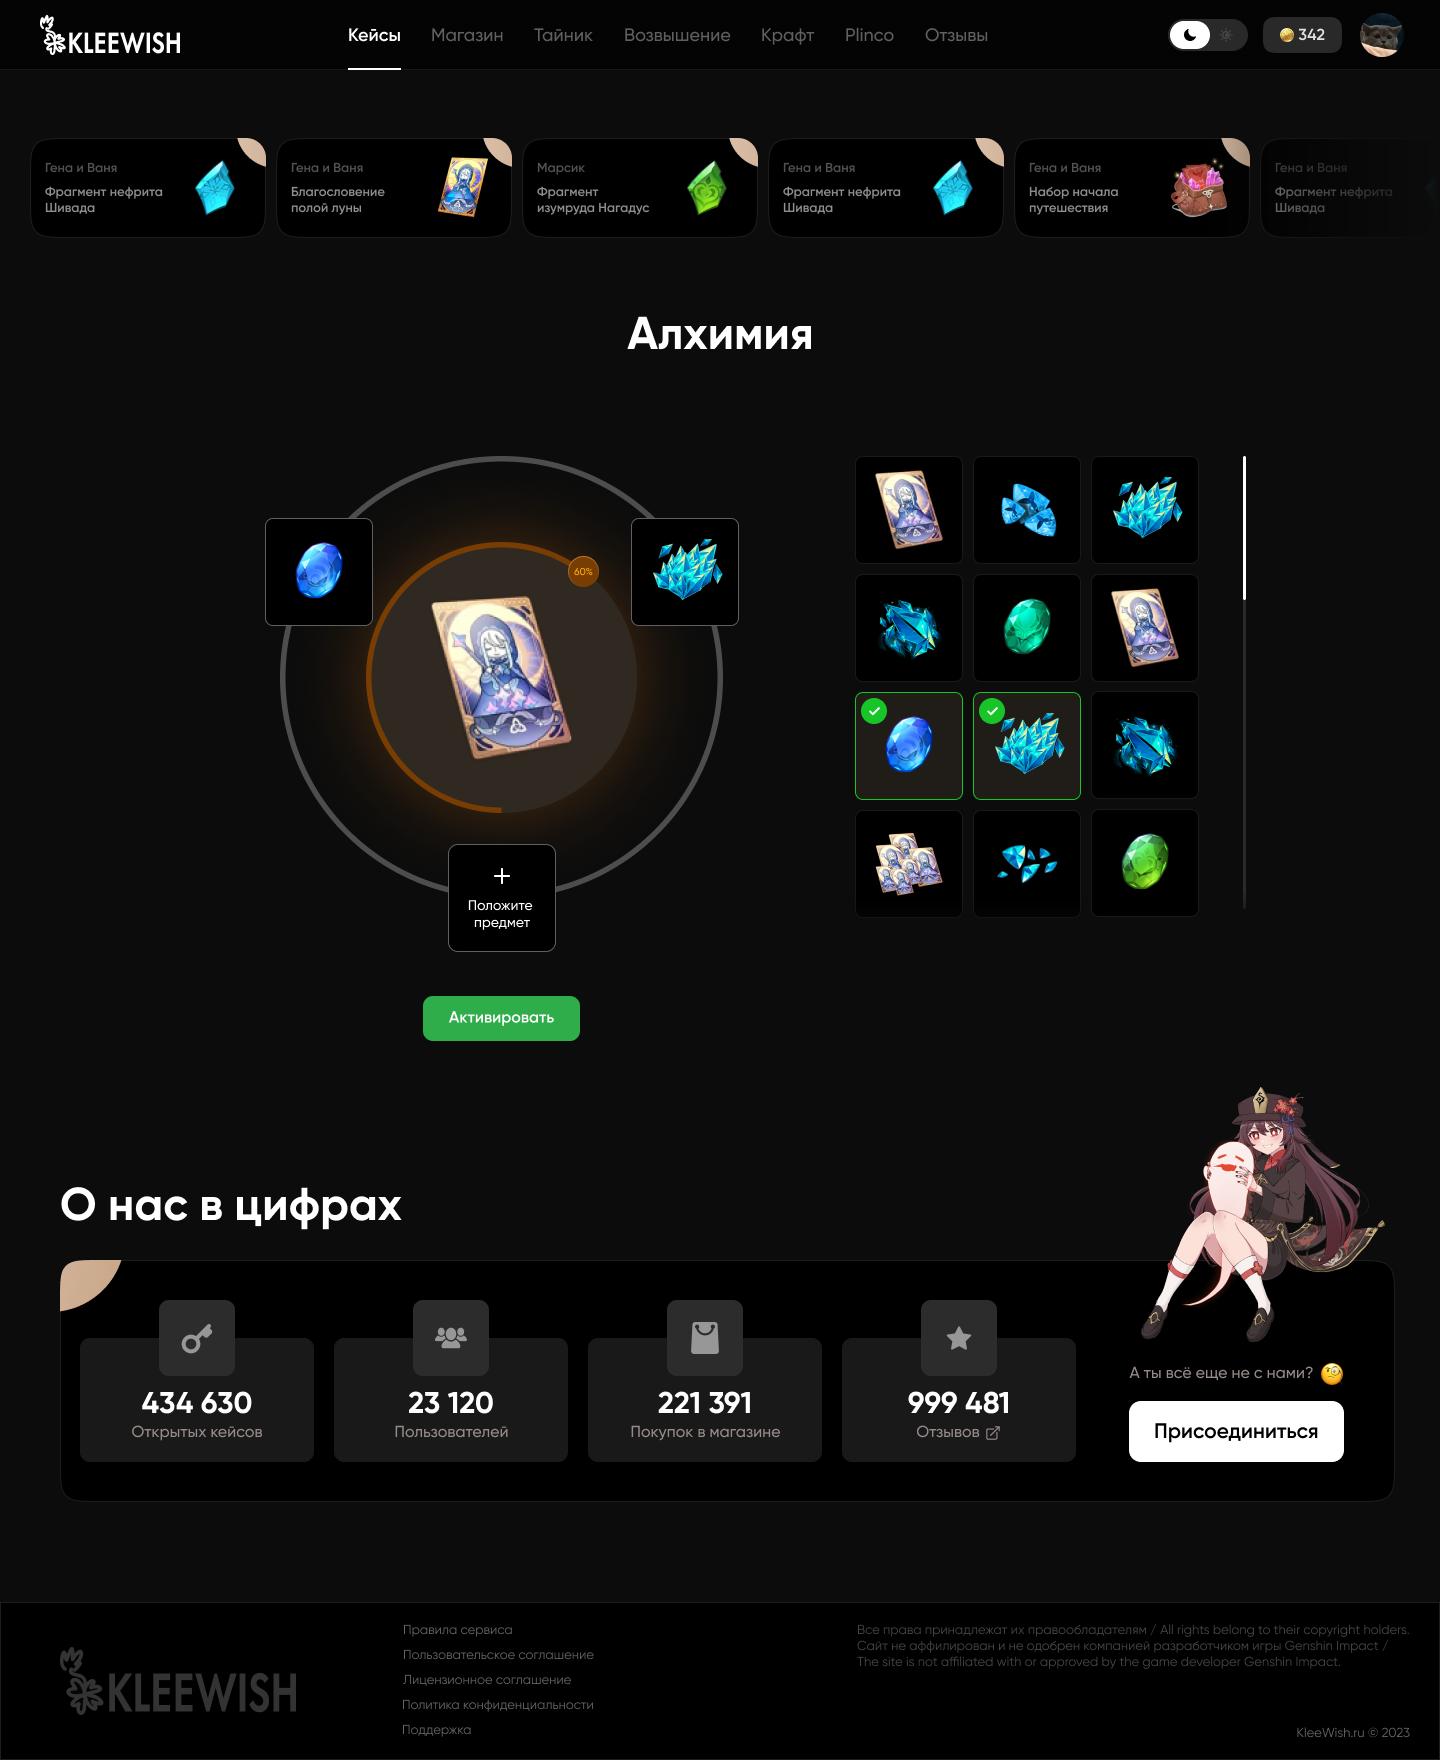 KLEEWISH
Кейсы
Магазин
Тайник
Возвышение
Крафт
Plinco
Отзывы
342
Гена и Ваня
Фрагмент нефрита
Шивада
Гена и Ваня
Благословение
полой луны
Марсик
Фрагмент
изумруда Нагадус
Гена и Ваня
Фрагмент нефрита
Шивада
Гена и Ваня
Набор начала
путешествия
Гена и Ваня
Фрагмент нефрита
Шивада
Алхимия
60%
Положите
предмет
Активировать
О нас в цифрах
434 630
Открытых кейсов
23 120
Пользователей
221 391
Покупок в магазине
999 481
Отзывов
А ты всё еще не с нами?
Присоединиться
KLEEWISH
Правила сервиса
Пользовательское соглашение
Лицензионное соглашение
Политика конфиденциальности
Поддержка
Все права принадлежат их правообладателям / All rights belong to their copyright holders.
Сайт не аффилирован и не одобрен компанией разработчиком игры Genshin Impact /
The site is not affiliated with or approved by the game developer Genshin Impact.
KleeWish.ru © 2023